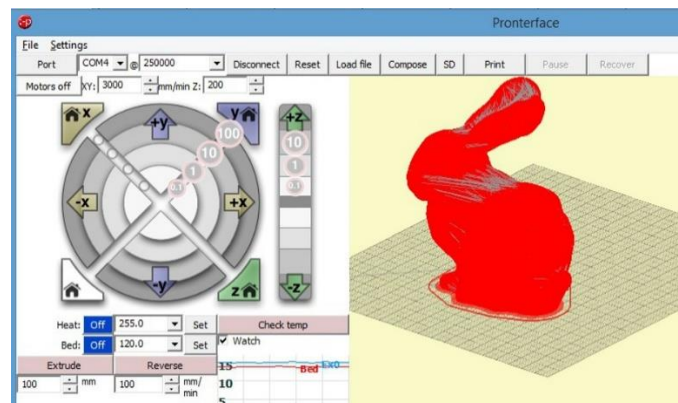 Pronterface
File Settings
Port COM4 @ 250000 Disconnect Reset Load file Compose SD Print Pause Recover
Motors off XY: 3000 mm/min Z: 200
x +y y +z
100
10 10
1 1
0.1 0.1
-x +x
-y z -z
Heat: Off 255.0 Set Check temp
Bed: Off 120.0 Set Watch
Extrude Reverse 15 Bed Ex0
100 mm 100 mm/min 10
5